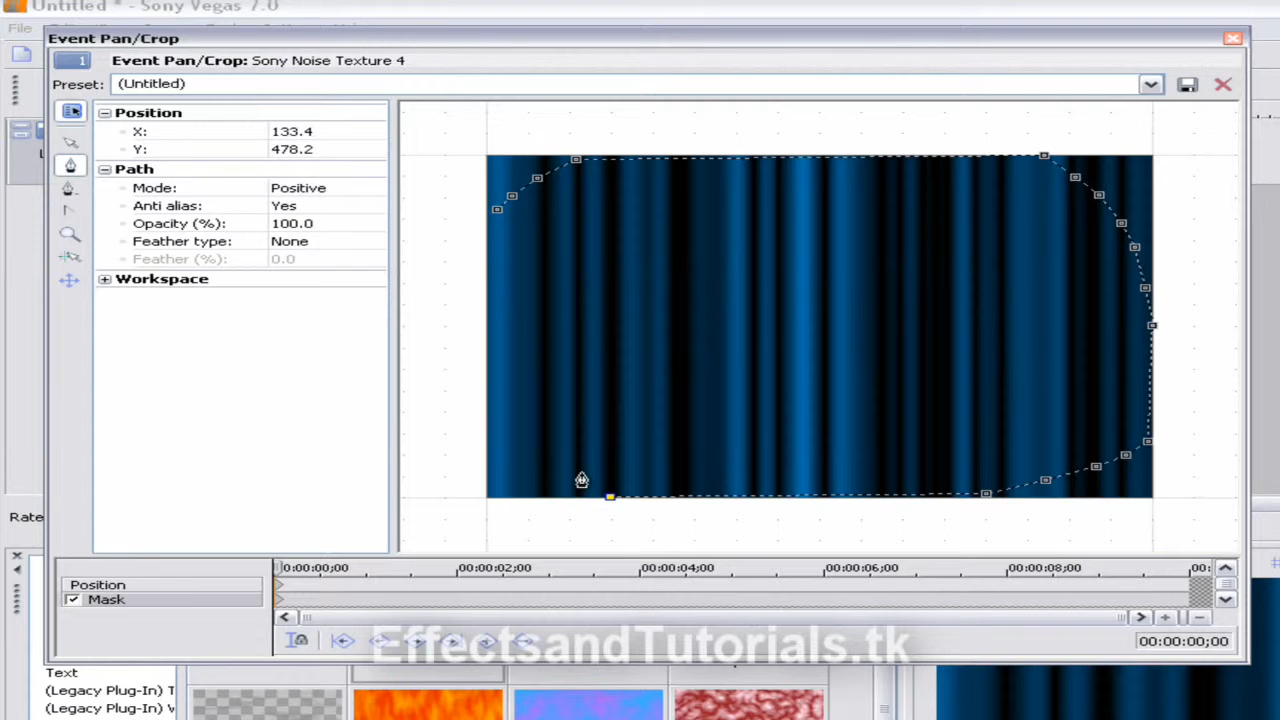 Untitled * - Sony Vegas 7.0
File
Event Pan/Crop
1
Event Pan/Crop: Sony Noise Texture 4
Preset: (Untitled)
Position
X: 133.4
Y: 478.2
Path
Mode: Positive
Anti alias: Yes
Opacity (%): 100.0
Feather type: None
Feather (%): 0.0
Workspace
Rate
0:00:00;00 00:00:02;00 00:00:04;00 00:00:06;00 00:00:08;00 00:
Position
Mask
00:00:00;00
EffectsandTutorials.tk
Text
(Legacy Plug-In) T
(Legacy Plug-In) V